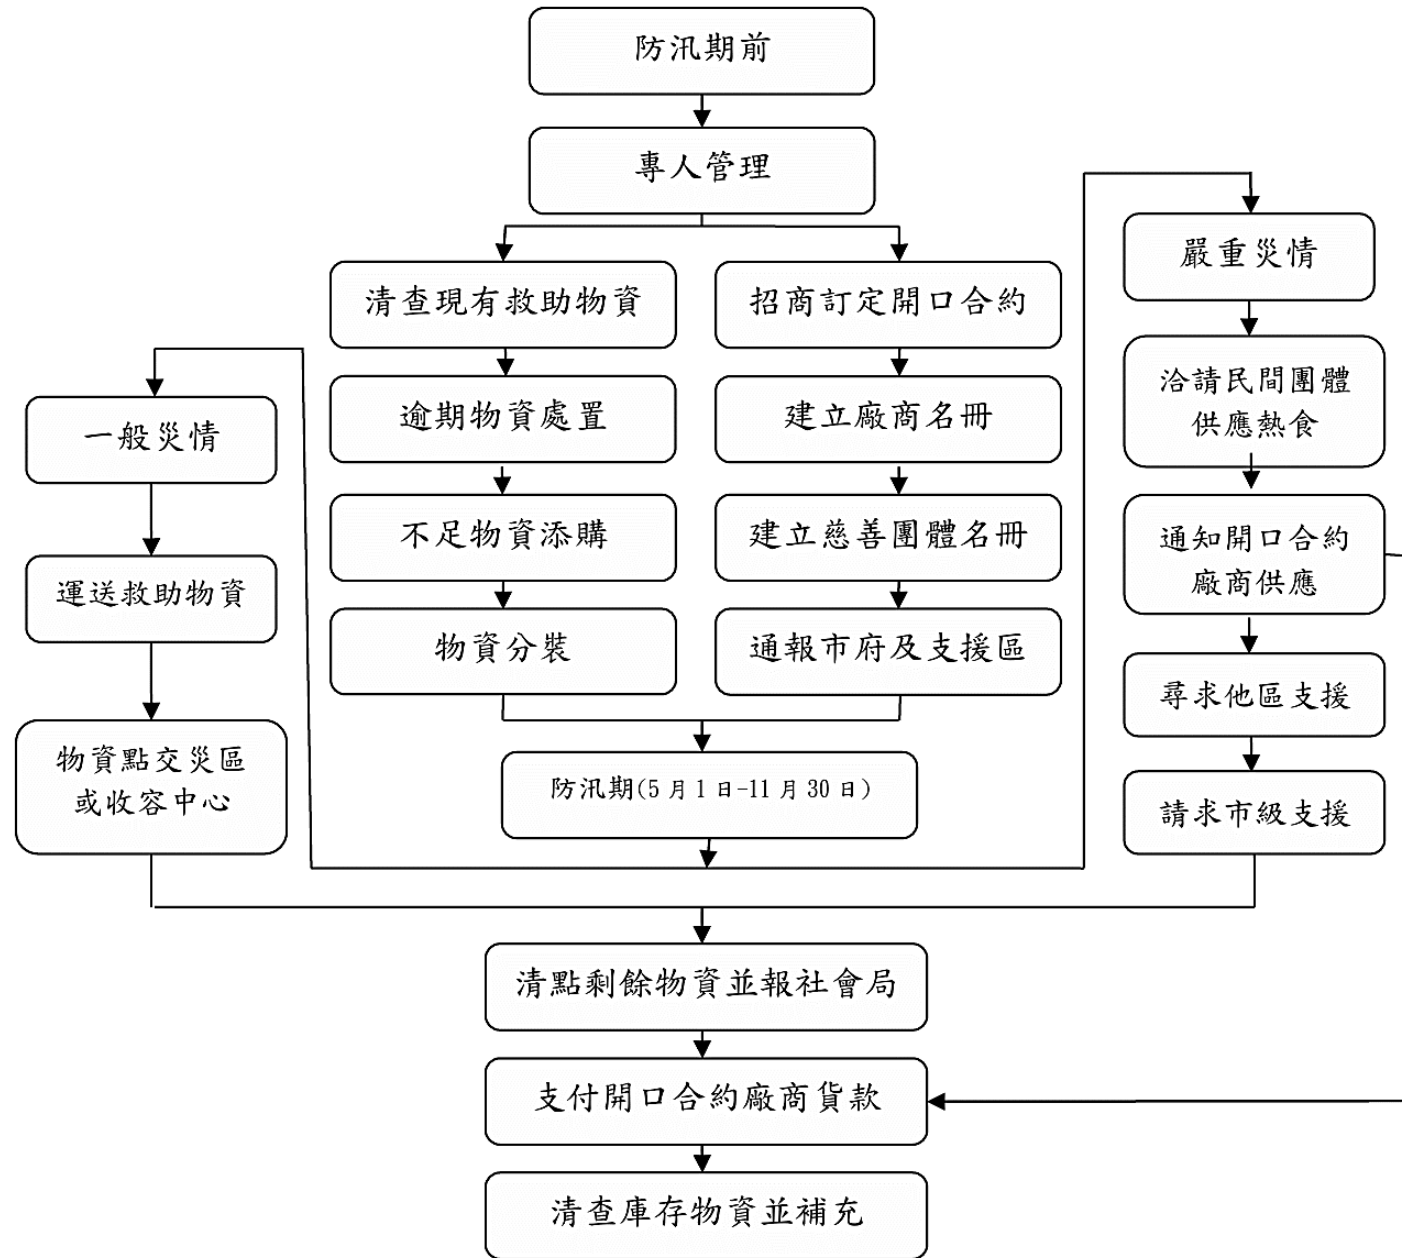 防汛期前
專人管理
清查現有救助物資
逾期物資處置
不足物資添購
物資分裝
招商訂定開口合約
建立廠商名冊
建立慈善團體名冊
通報市府及支援區
防汛期(5月1日-11月30日)
一般災情
運送救助物資
物資點交災區
或收容中心
嚴重災情
洽請民間團體
供應熱食
通知開口合約
廠商供應
尋求他區支援
請求市級支援
清點剩餘物資並報社會局
支付開口合約廠商貨款
清查庫存物資並補充